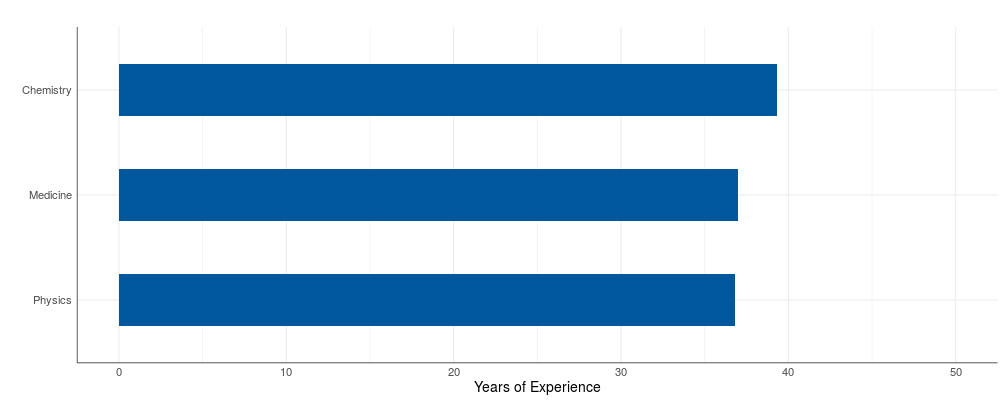 Chemistry
Medicine
Physics
0 10 20 30 40 50
Years of Experience